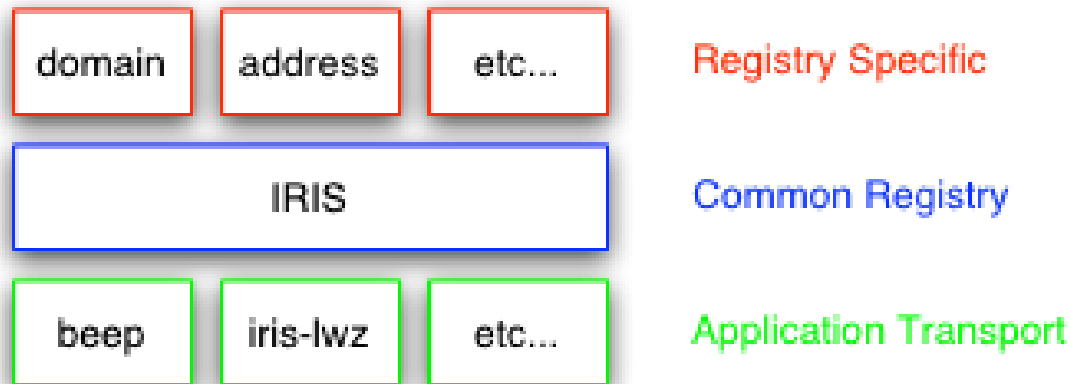 domain address etc... Registry Specific
IRIS Common Registry
beep iris-lwz etc... Application Transport